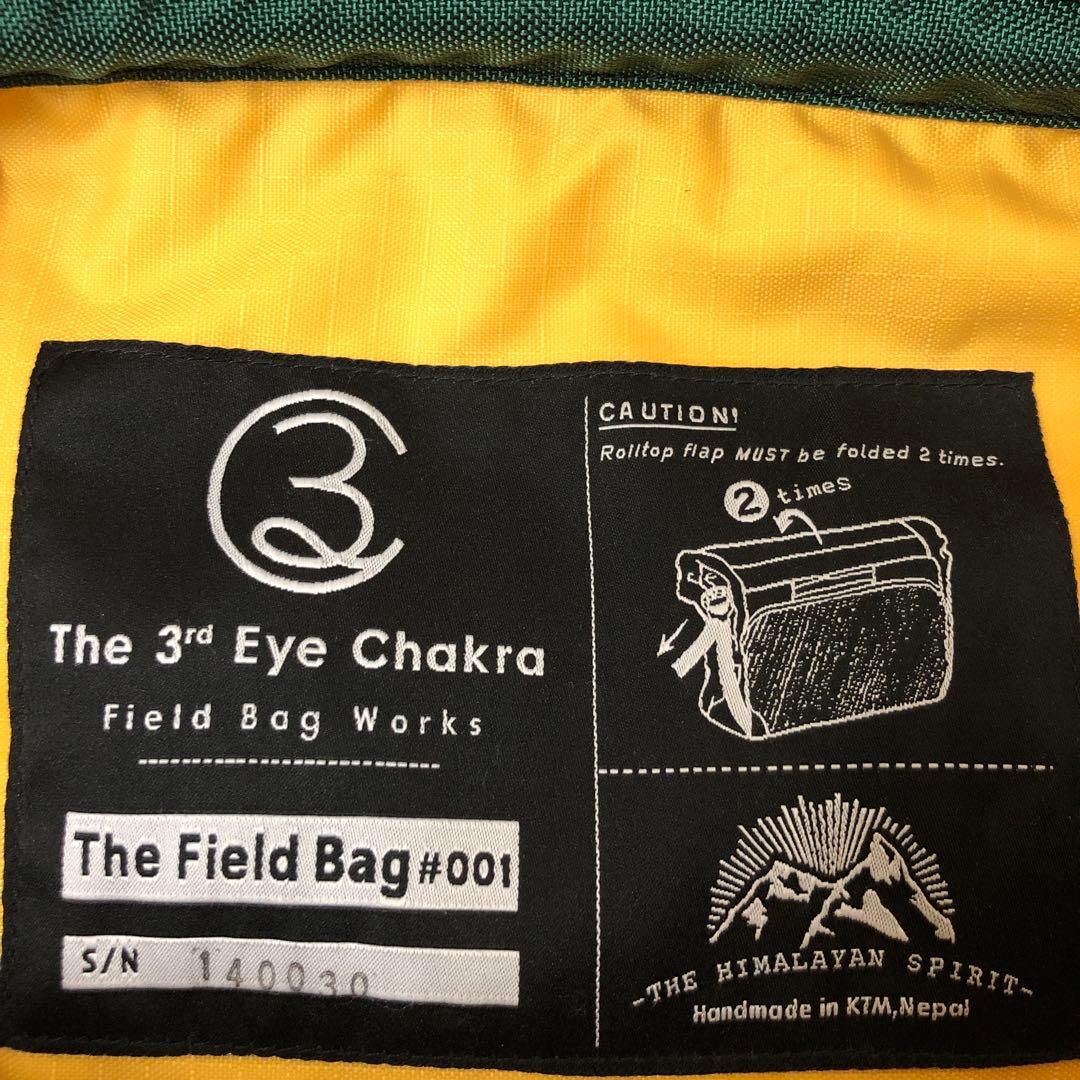 3
The 3rd Eye Chakra
Field Bag Works
The Field Bag #001
S/N 140030
CAUTION!
Rolltop flap MUST be folded 2 times.
2 times
-THE HIMALAYAN SPIRIT-
Handmade in KTM,Nepal